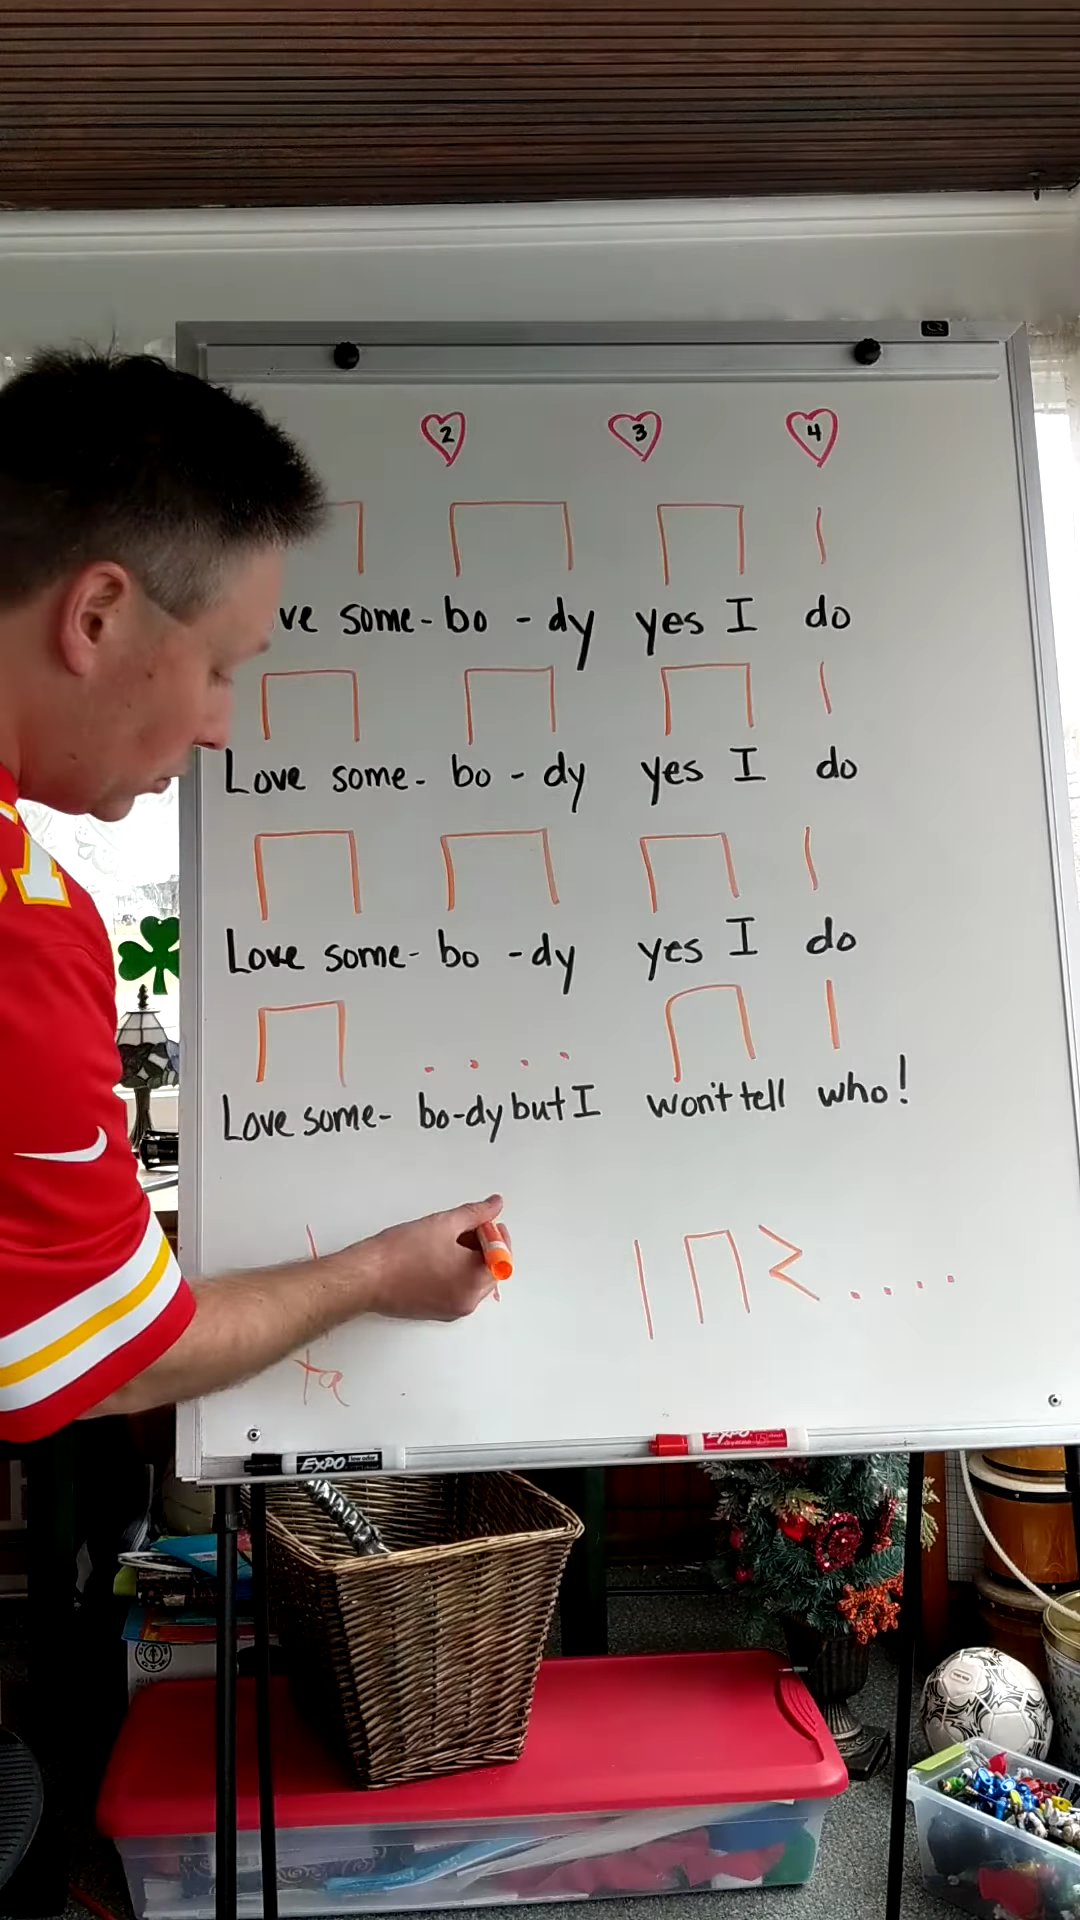 2 3 4
ve some- bo - dy yes I do
Love some- bo - dy yes I do
Love some- bo - dy yes I do
Love some- bo-dy but I won't tell who!
ta
EXPO
EXPO